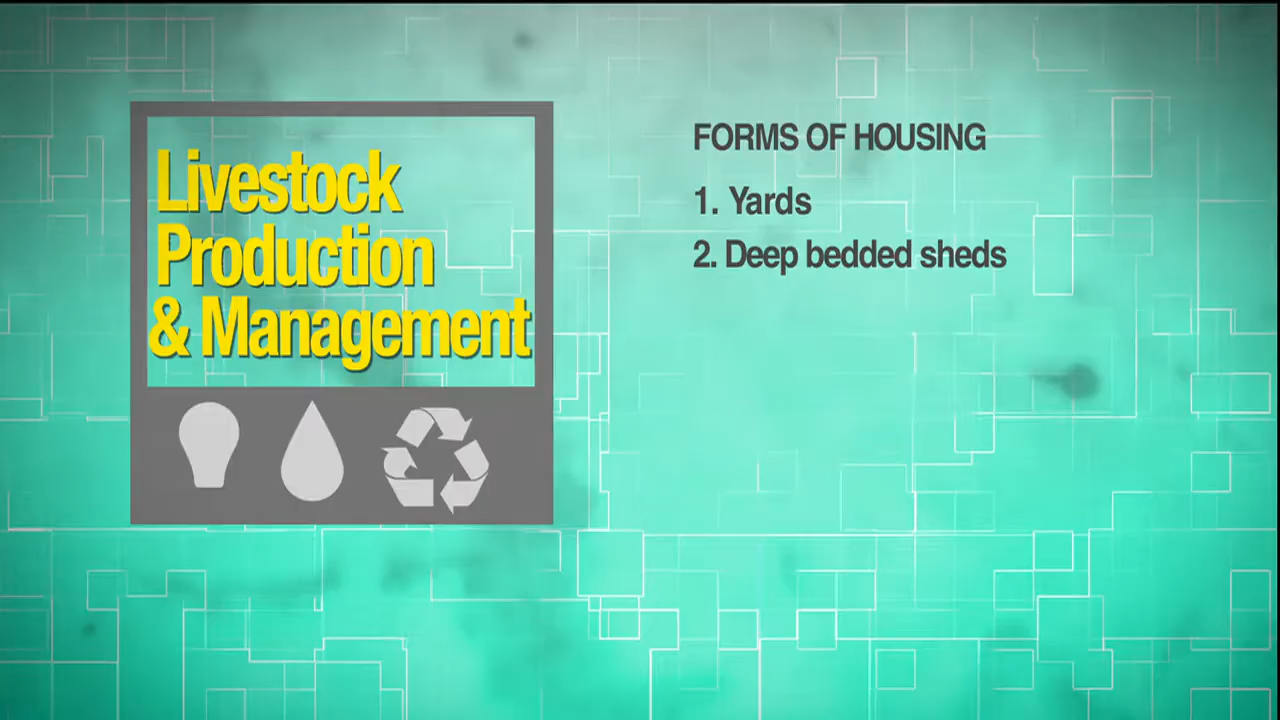 Livestock
Production
& Management
FORMS OF HOUSING
1. Yards
2. Deep bedded sheds